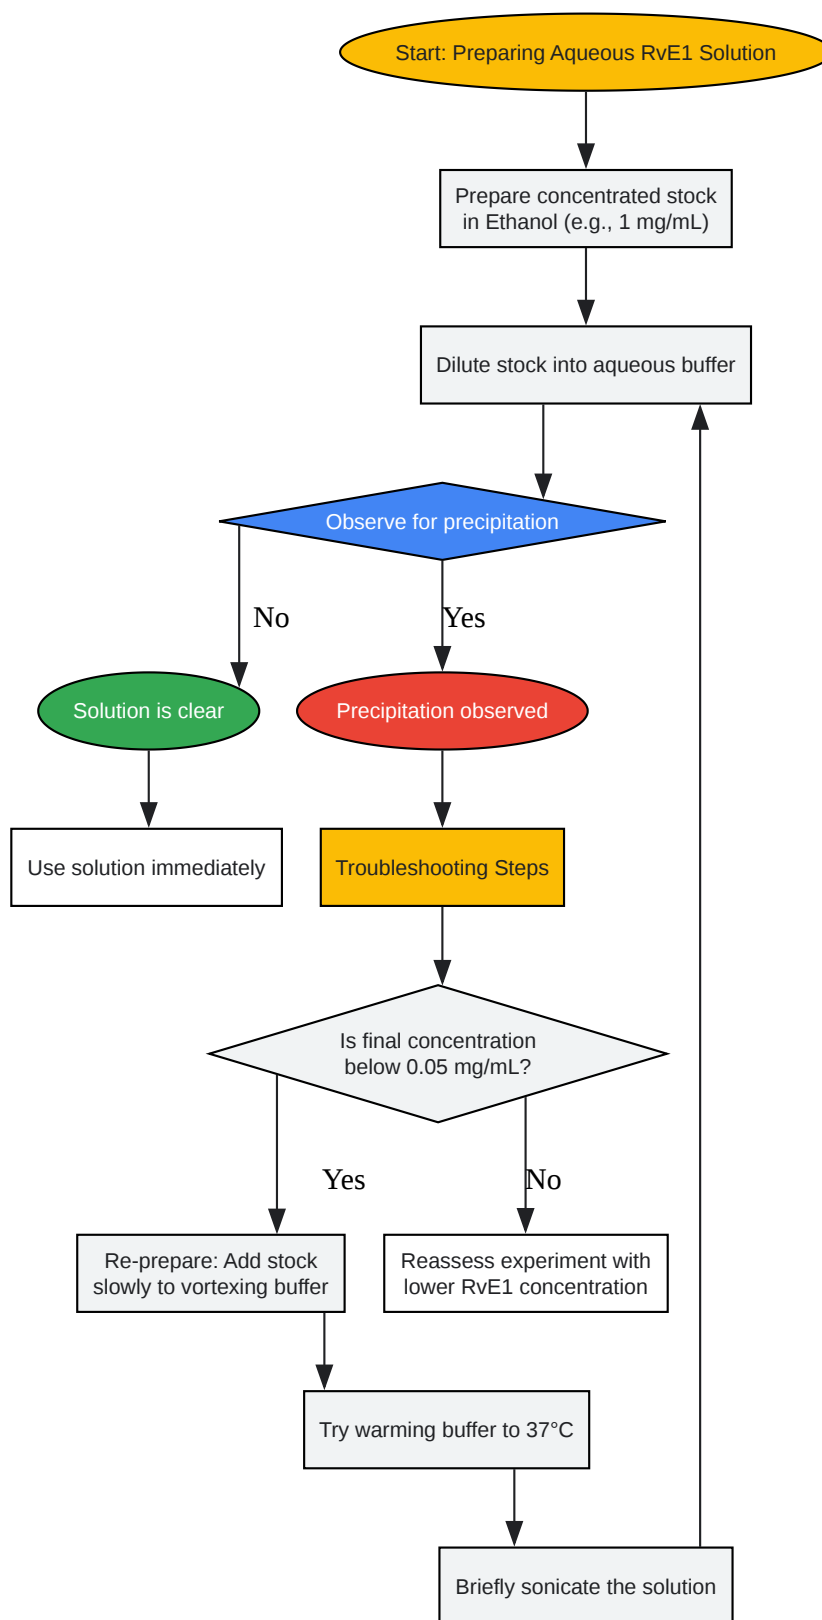 Start: Preparing Aqueous RvE1 Solution
Prepare concentrated stock
in Ethanol (e.g., 1 mg/mL)
Dilute stock into aqueous buffer
Observe for precipitation
No
Yes
Solution is clear
Precipitation observed
Use solution immediately
Troubleshooting Steps
Is final concentration
below 0.05 mg/mL?
Yes
No
Re-prepare: Add stock
slowly to vortexing buffer
Reassess experiment with
lower RvE1 concentration
Try warming buffer to 37°C
Briefly sonicate the solution